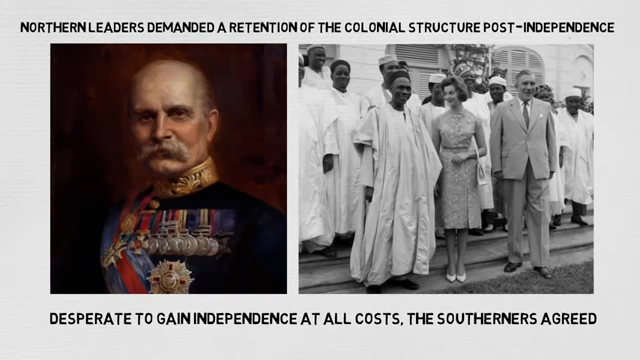 NORTHERN LEADERS DEMANDED A RETENTION OF THE COLONIAL STRUCTURE POST-INDEPENDENCE
DESPERATE TO GAIN INDEPENDENCE AT ALL COSTS, THE SOUTHERNERS AGREED